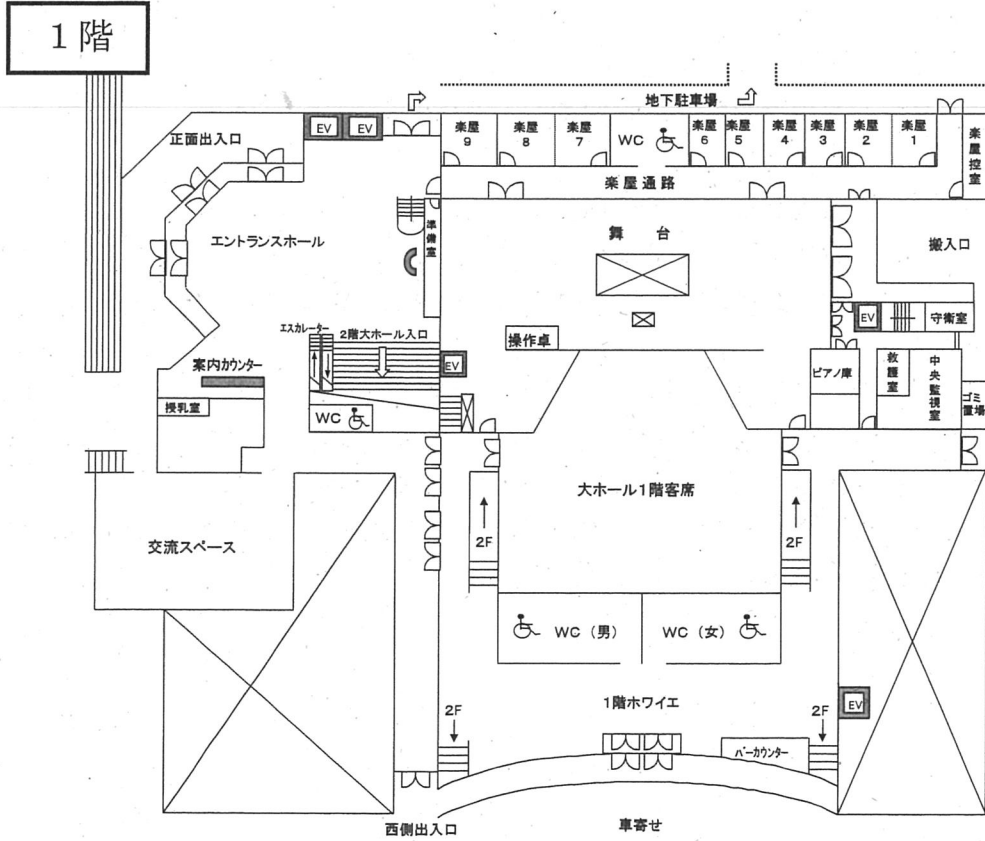 1階
地下駐車場
正面出入口
EV
EV
楽屋
9
楽屋
8
楽屋
7
WC
楽屋
6
楽屋
5
楽屋
4
楽屋
3
楽屋
2
楽屋
1
楽屋控室
楽屋通路
エントランスホール
準備室
舞台
搬入口
EV
守衛室
エスカレーター
2階大ホール入口
操作卓
案内カウンター
EV
ピアノ庫
救護室
中央監視室
ゴミ
置場
授乳室
WC
大ホール1階客席
2F
2F
交流スペース
WC(男)
WC(女)
1階ホワイエ
2F
2F
EV
バーカウンター
西側出入口
車寄せ